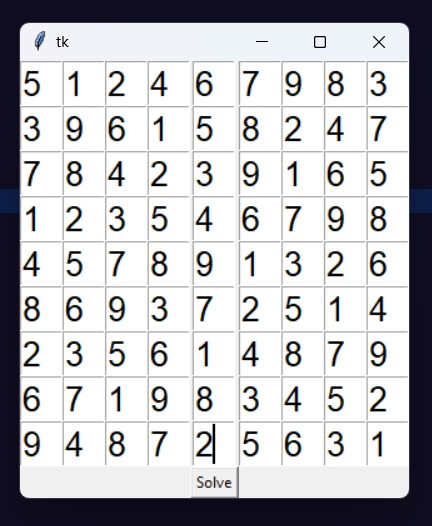 tk
5 1 2 4 6 7 9 8 3
3 9 6 1 5 8 2 4 7
7 8 4 2 3 9 1 6 5
1 2 3 5 4 6 7 9 8
4 5 7 8 9 1 3 2 6
8 6 9 3 7 2 5 1 4
2 3 5 6 1 4 8 7 9
6 7 1 9 8 3 4 5 2
9 4 8 7 2 5 6 3 1
Solve